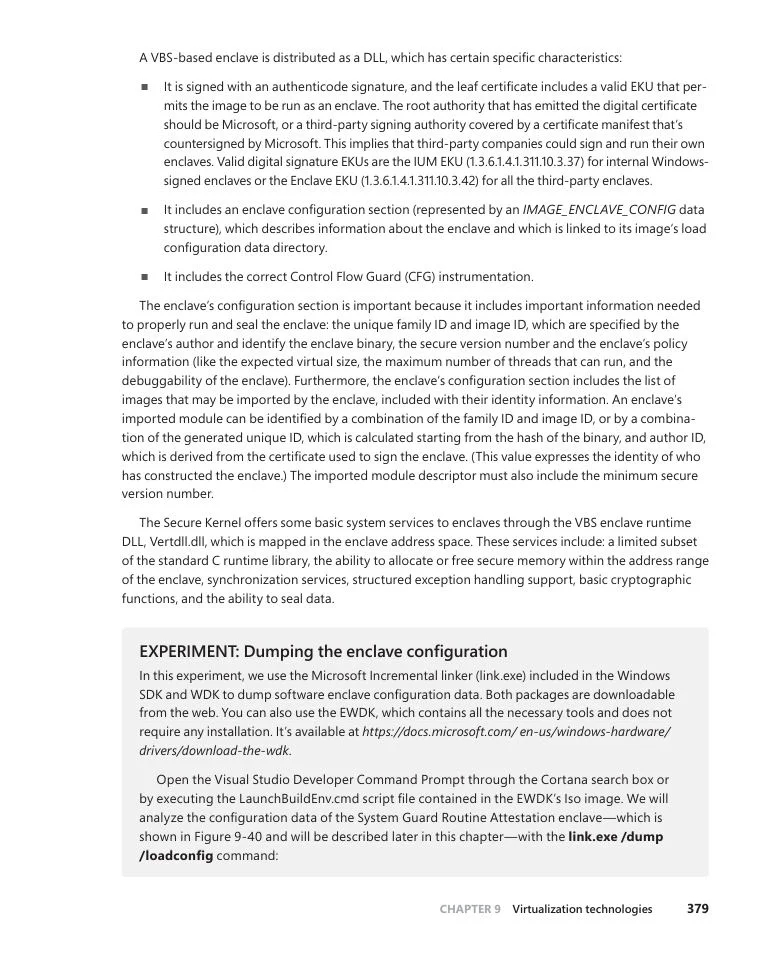 A VBS-based enclave is distributed as a DLL, which has certain specific characteristics:
■ It is signed with an authenticode signature, and the leaf certificate includes a valid EKU that per-
mits the image to be run as an enclave. The root authority that has emitted the digital certificate
should be Microsoft, or a third-party signing authority covered by a certificate manifest that's
countersigned by Microsoft. This implies that third-party companies could sign and run their own
enclaves. Valid digital signature EKUs are the IUM EKU (1.3.6.1.4.1.311.10.3.37) for internal Windows-
signed enclaves or the Enclave EKU (1.3.6.1.4.1.311.10.3.42) for all the third-party enclaves.
■ It includes an enclave configuration section (represented by an IMAGE_ENCLAVE_CONFIG data
structure), which describes information about the enclave and which is linked to its image's load
configuration data directory.
■ It includes the correct Control Flow Guard (CFG) instrumentation.
The enclave's configuration section is important because it includes important information needed
to properly run and seal the enclave: the unique family ID and image ID, which are specified by the
enclave's author and identify the enclave binary, the secure version number and the enclave's policy
information (like the expected virtual size, the maximum number of threads that can run, and the
debuggability of the enclave). Furthermore, the enclave's configuration section includes the list of
images that may be imported by the enclave, included with their identity information. An enclave's
imported module can be identified by a combination of the family ID and image ID, or by a combina-
tion of the generated unique ID, which is calculated starting from the hash of the binary, and author ID,
which is derived from the certificate used to sign the enclave. (This value expresses the identity of who
has constructed the enclave.) The imported module descriptor must also include the minimum secure
version number.
The Secure Kernel offers some basic system services to enclaves through the VBS enclave runtime
DLL, Vertdll.dll, which is mapped in the enclave address space. These services include: a limited subset
of the standard C runtime library, the ability to allocate or free secure memory within the address range
of the enclave, synchronization services, structured exception handling support, basic cryptographic
functions, and the ability to seal data.
EXPERIMENT: Dumping the enclave configuration
In this experiment, we use the Microsoft Incremental linker (link.exe) included in the Windows
SDK and WDK to dump software enclave configuration data. Both packages are downloadable
from the web. You can also use the EWDK, which contains all the necessary tools and does not
require any installation. It's available at https://docs.microsoft.com/ en-us/windows-hardware/
drivers/download-the-wdk.
Open the Visual Studio Developer Command Prompt through the Cortana search box or
by executing the LaunchBuildEnv.cmd script file contained in the EWDK's Iso image. We will
analyze the configuration data of the System Guard Routine Attestation enclave—which is
shown in Figure 9-40 and will be described later in this chapter—with the link.exe /dump
/loadconfig command:
CHAPTER 9 Virtualization technologies 379